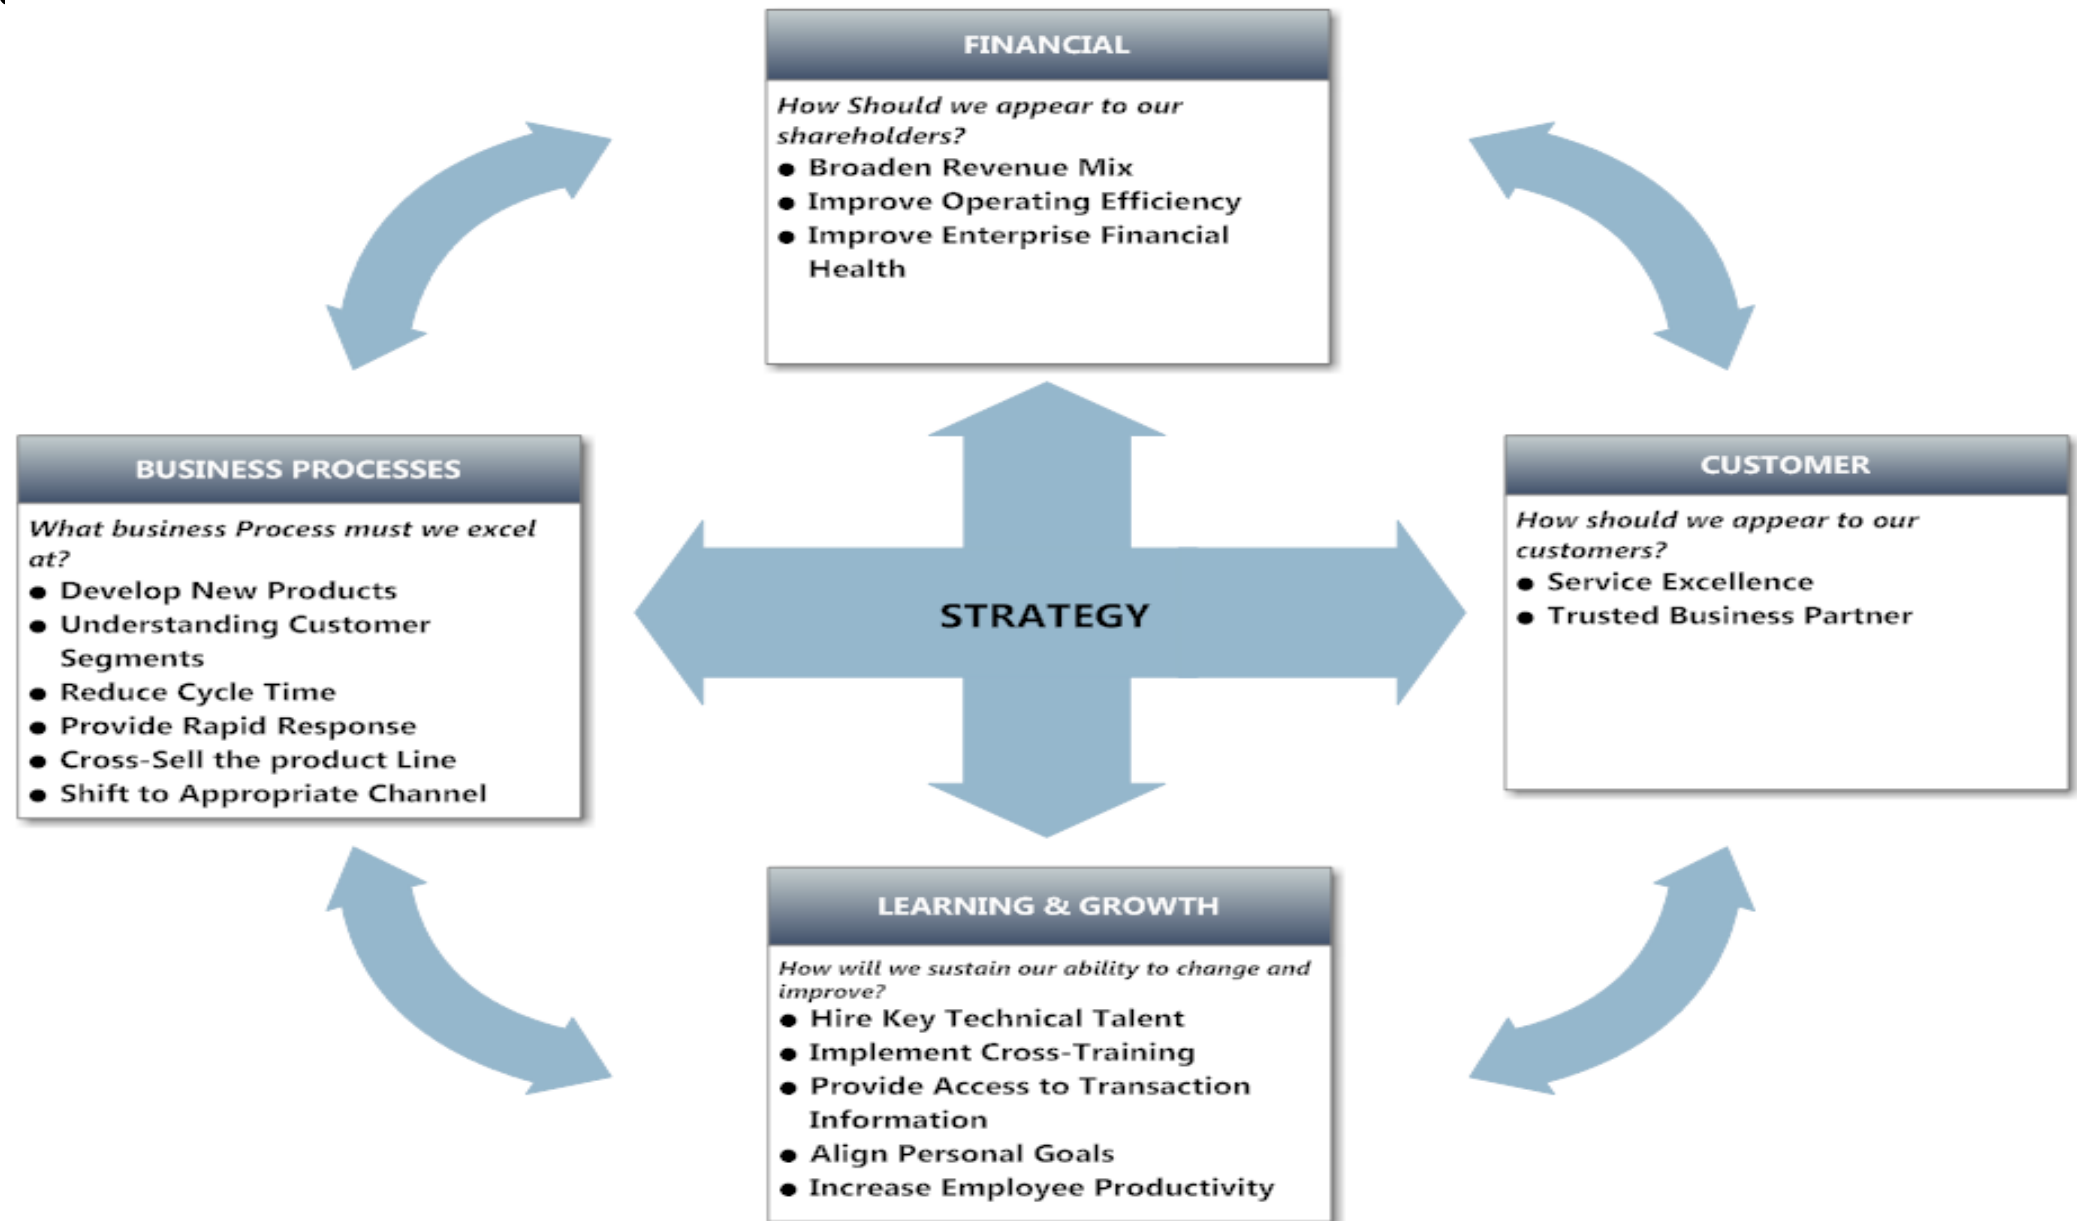 FINANCIAL
How Should we appear to our
shareholders?
● Broaden Revenue Mix
● Improve Operating Efficiency
● Improve Enterprise Financial
Health
BUSINESS PROCESSES
What business Process must we excel
at?
● Develop New Products
● Understanding Customer
Segments
● Reduce Cycle Time
● Provide Rapid Response
● Cross-Sell the product Line
● Shift to Appropriate Channel
STRATEGY
CUSTOMER
How should we appear to our
customers?
● Service Excellence
● Trusted Business Partner
LEARNING & GROWTH
How will we sustain our ability to change and
improve?
● Hire Key Technical Talent
● Implement Cross-Training
● Provide Access to Transaction
Information
● Align Personal Goals
● Increase Employee Productivity